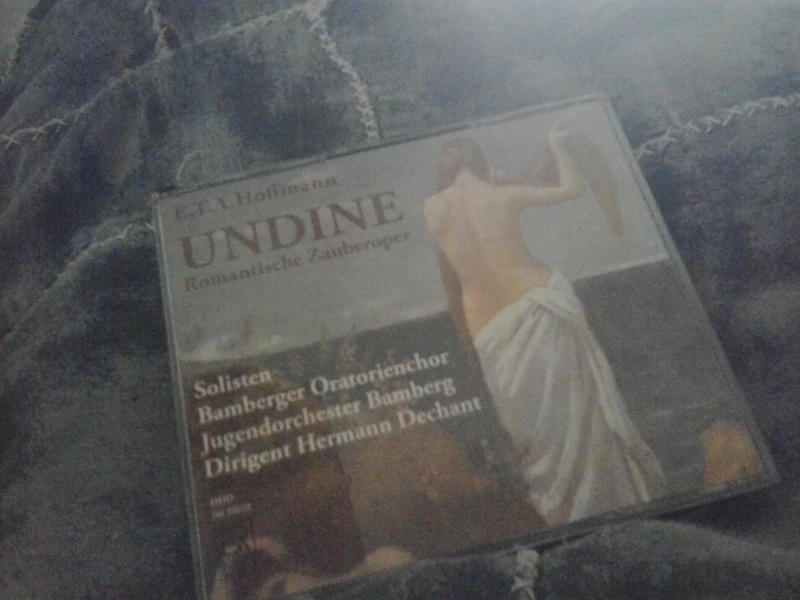 E.T.A. Hoffmann
UNDINE
Romantische Zauberoper
Solisten
Bamberger Oratorienchor
Jugendorchester Bamberg
Dirigent Hermann Dechant